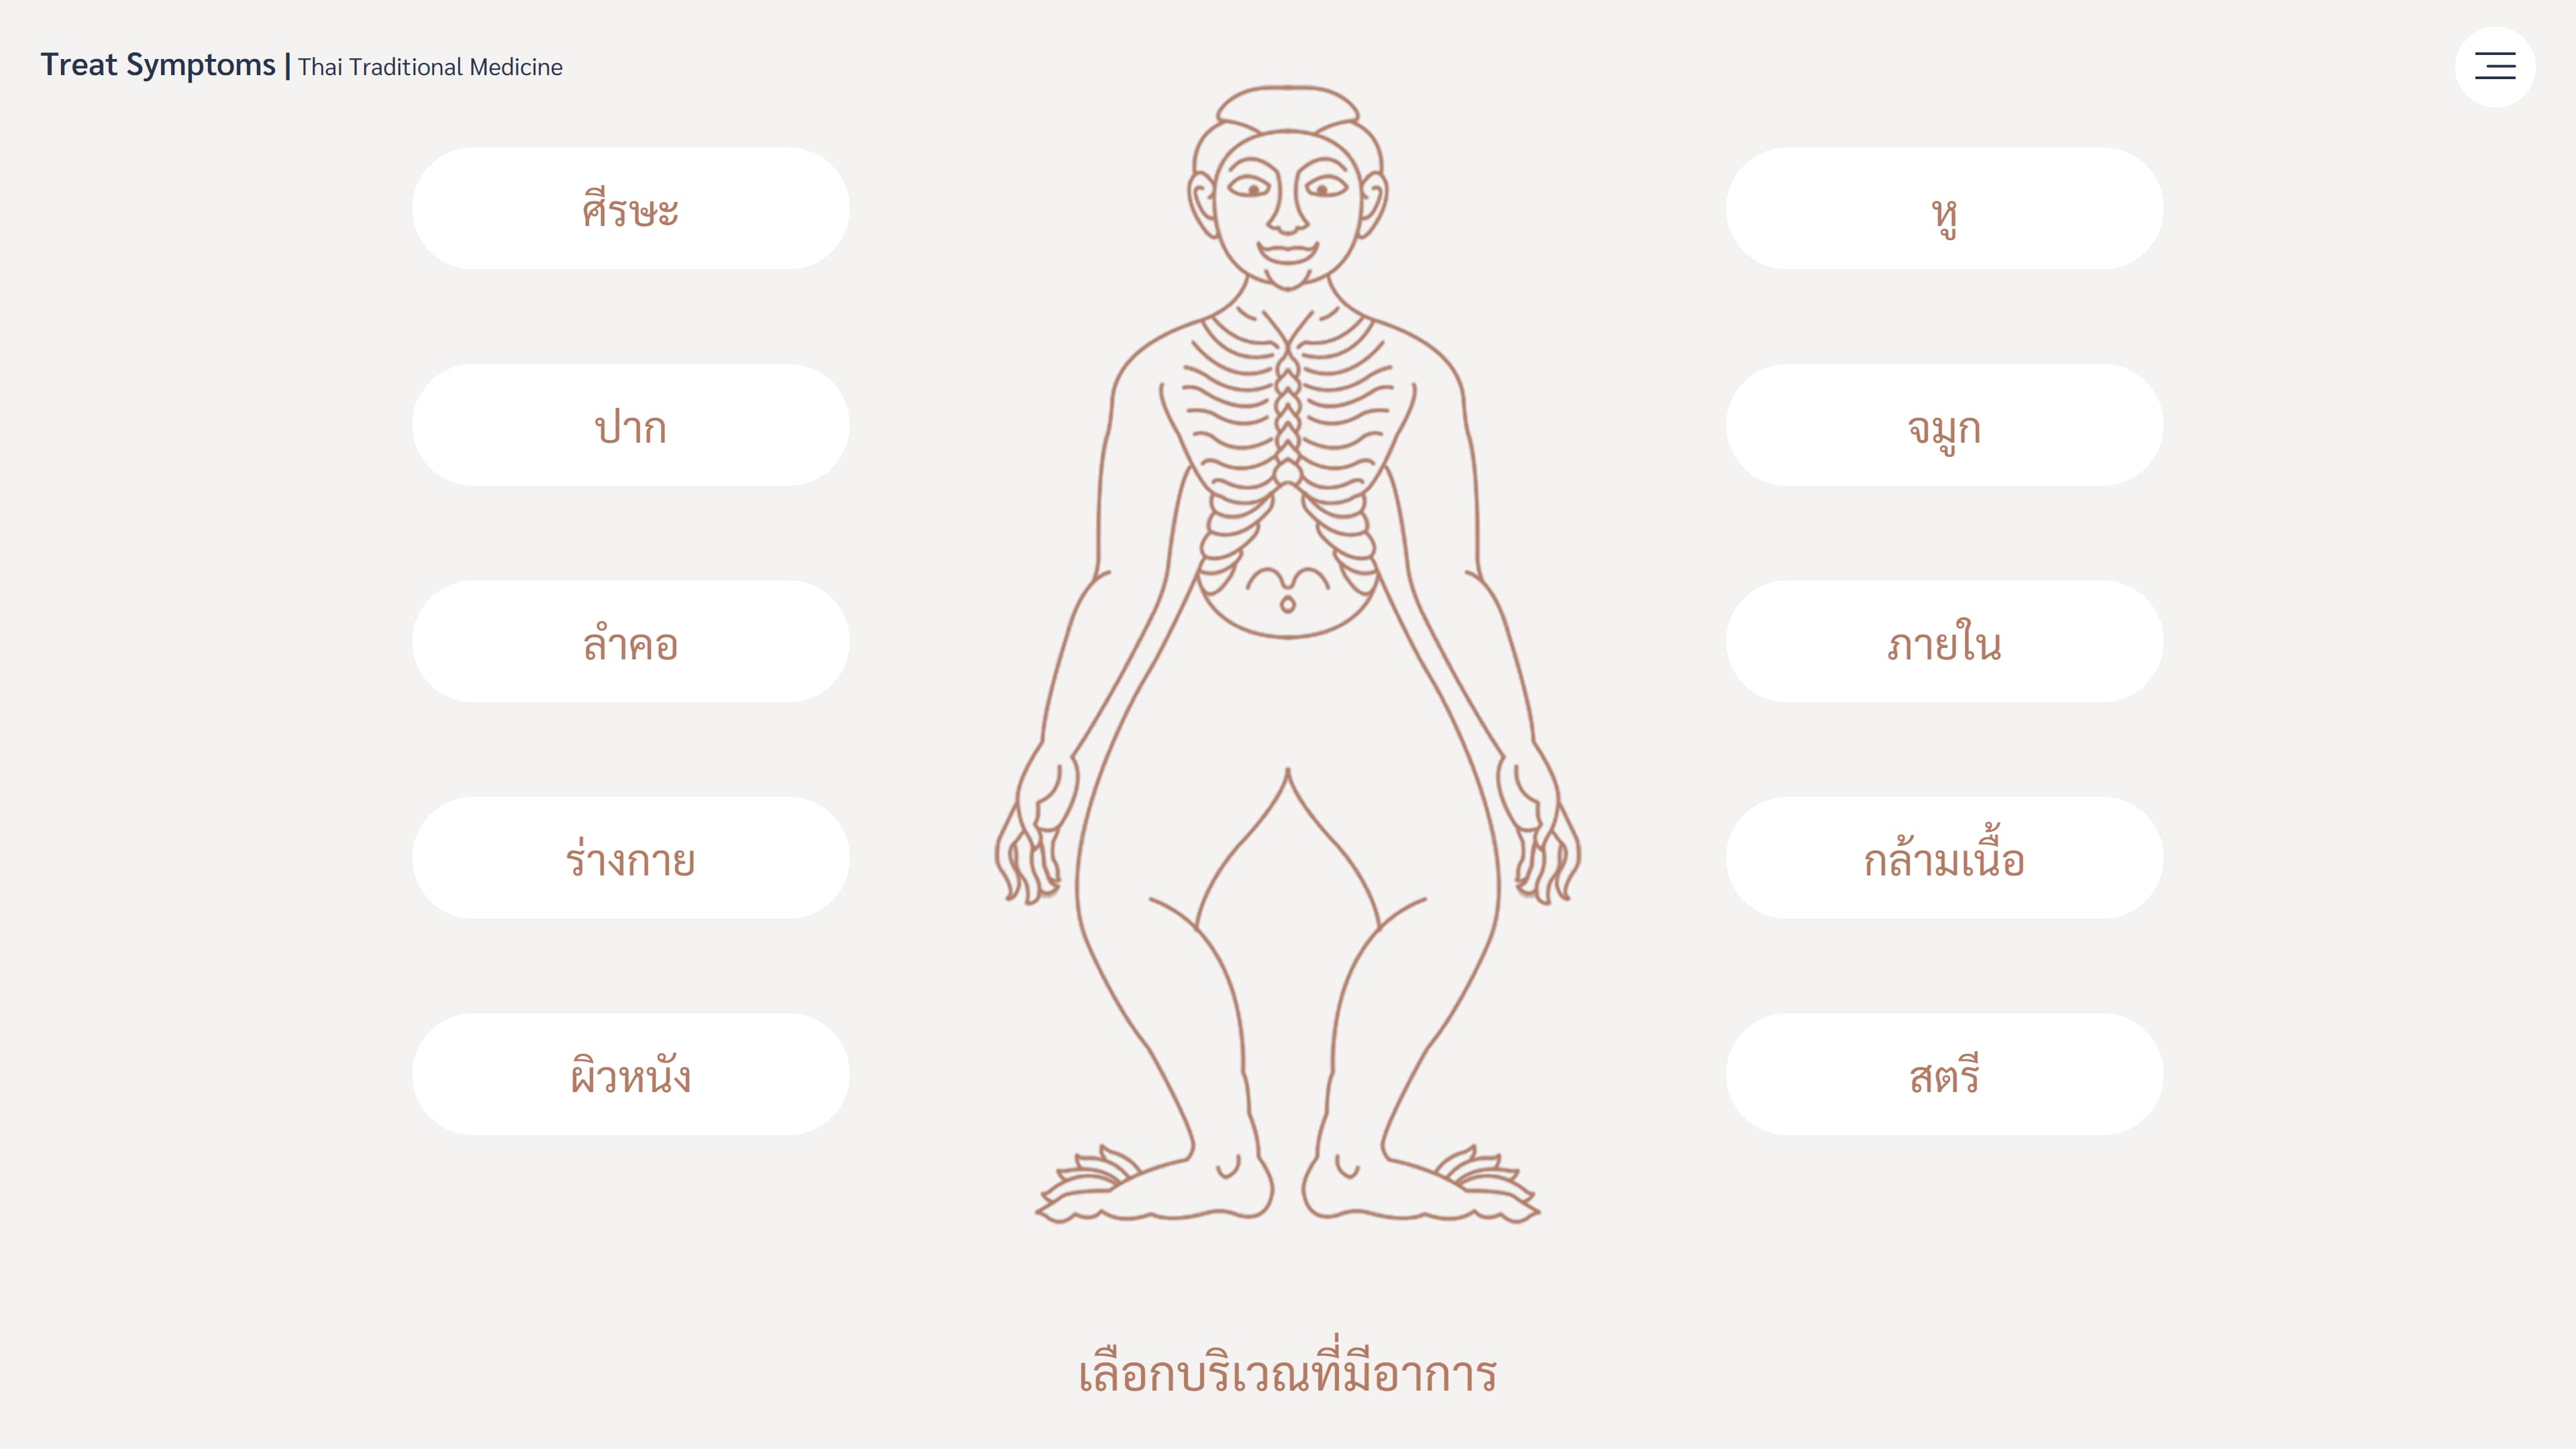 Treat Symptoms | Thai Traditional Medicine
ศีรษะ
หู
ปาก
จมูก
ลำคอ
ภายใน
ร่างกาย
กล้ามเนื้อ
ผิวหนัง
สตรี
เลือกบริเวณที่มีอาการ